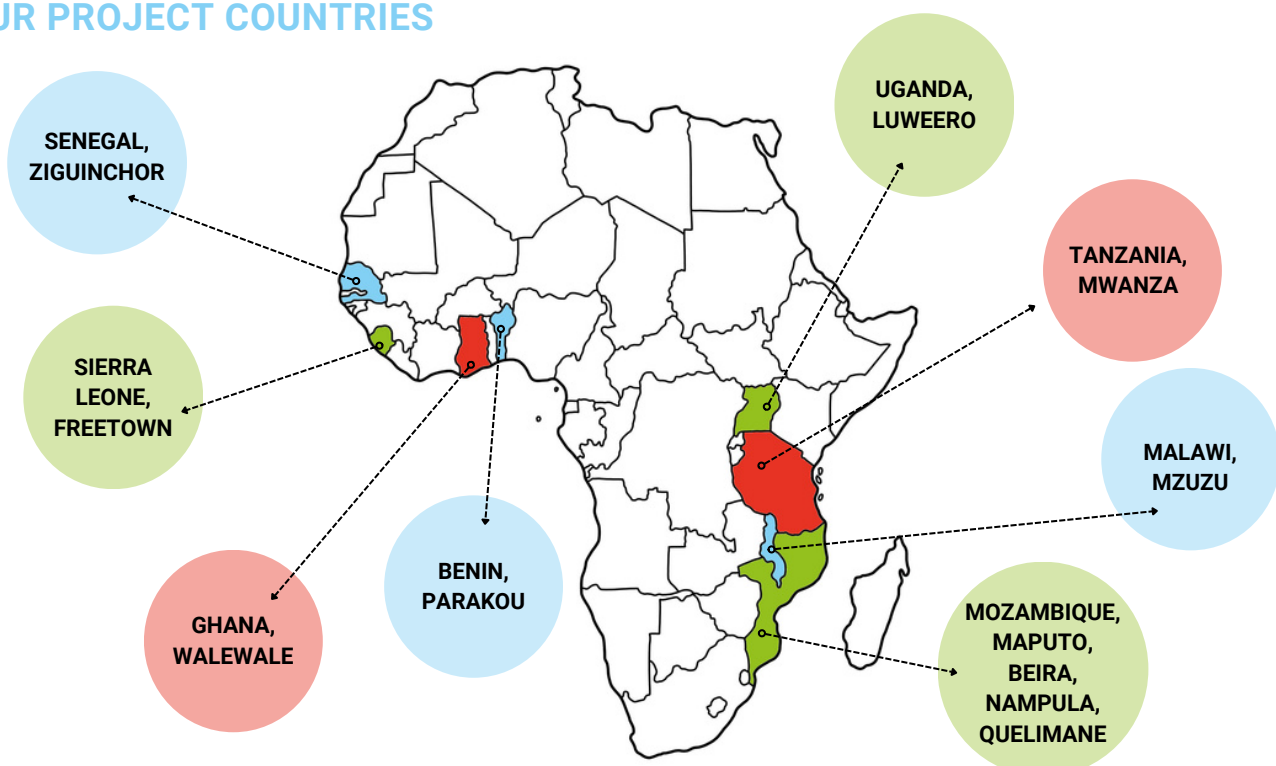 UR PROJECT COUNTRIES
UGANDA,
LUWEERO
SENEGAL,
ZIGUINCHOR
TANZANIA,
MWANZA
SIERRA
LEONE,
FREETOWN
MALAWI,
MZUZU
BENIN,
PARAKOU
GHANA,
WALEWALE
MOZAMBIQUE,
MAPUTO,
BEIRA,
NAMPULA,
QUELIMANE